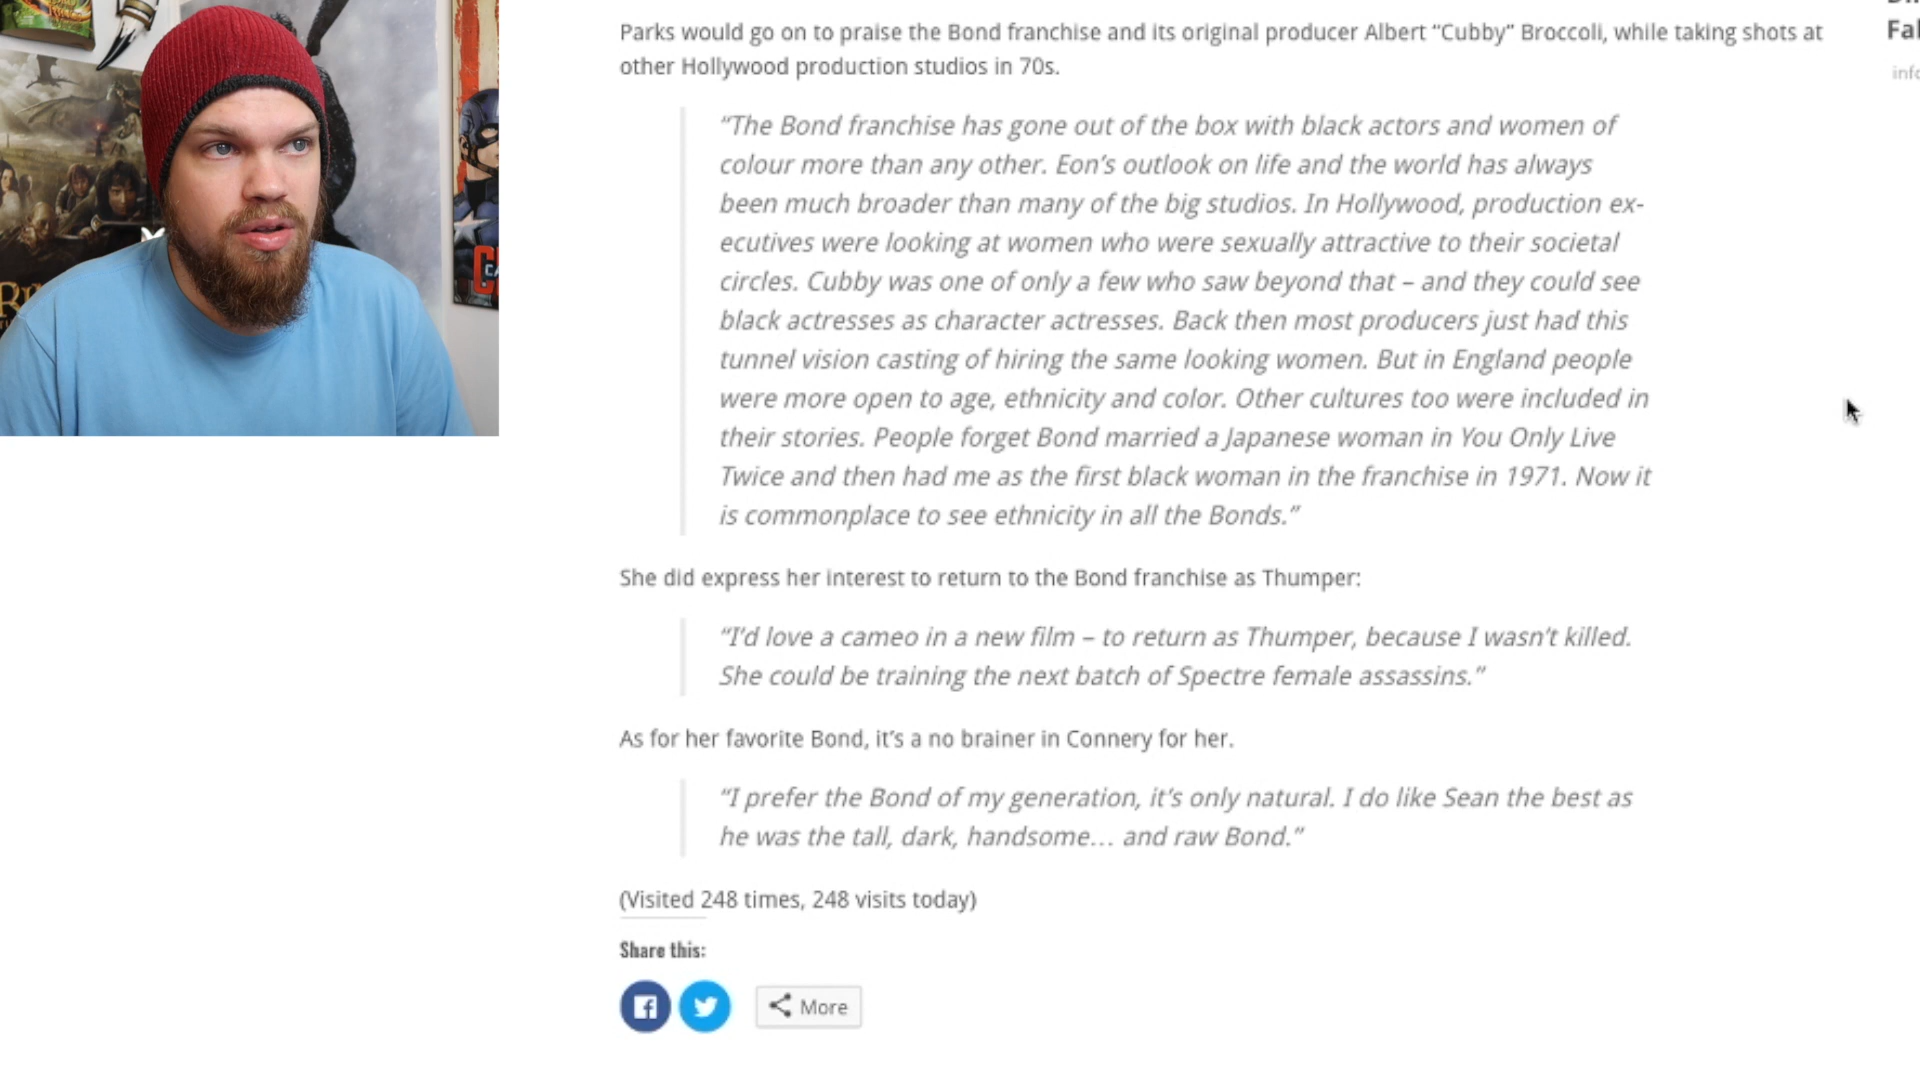 Parks would go on to praise the Bond franchise and its original producer Albert “Cubby” Broccoli, while taking shots at
other Hollywood production studios in 70s.
“The Bond franchise has gone out of the box with black actors and women of
colour more than any other. Eon’s outlook on life and the world has always
been much broader than many of the big studios. In Hollywood, production ex-
ecutives were looking at women who were sexually attractive to their societal
circles. Cubby was one of only a few who saw beyond that – and they could see
black actresses as character actresses. Back then most producers just had this
tunnel vision casting of hiring the same looking women. But in England people
were more open to age, ethnicity and color. Other cultures too were included in
their stories. People forget Bond married a Japanese woman in You Only Live
Twice and then had me as the first black woman in the franchise in 1971. Now it
is commonplace to see ethnicity in all the Bonds.”
She did express her interest to return to the Bond franchise as Thumper:
“I’d love a cameo in a new film – to return as Thumper, because I wasn’t killed.
She could be training the next batch of Spectre female assassins.”
As for her favorite Bond, it’s a no brainer in Connery for her.
“I prefer the Bond of my generation, it’s only natural. I do like Sean the best as
he was the tall, dark, handsome… and raw Bond.”
(Visited 248 times, 248 visits today)
Share this:
More